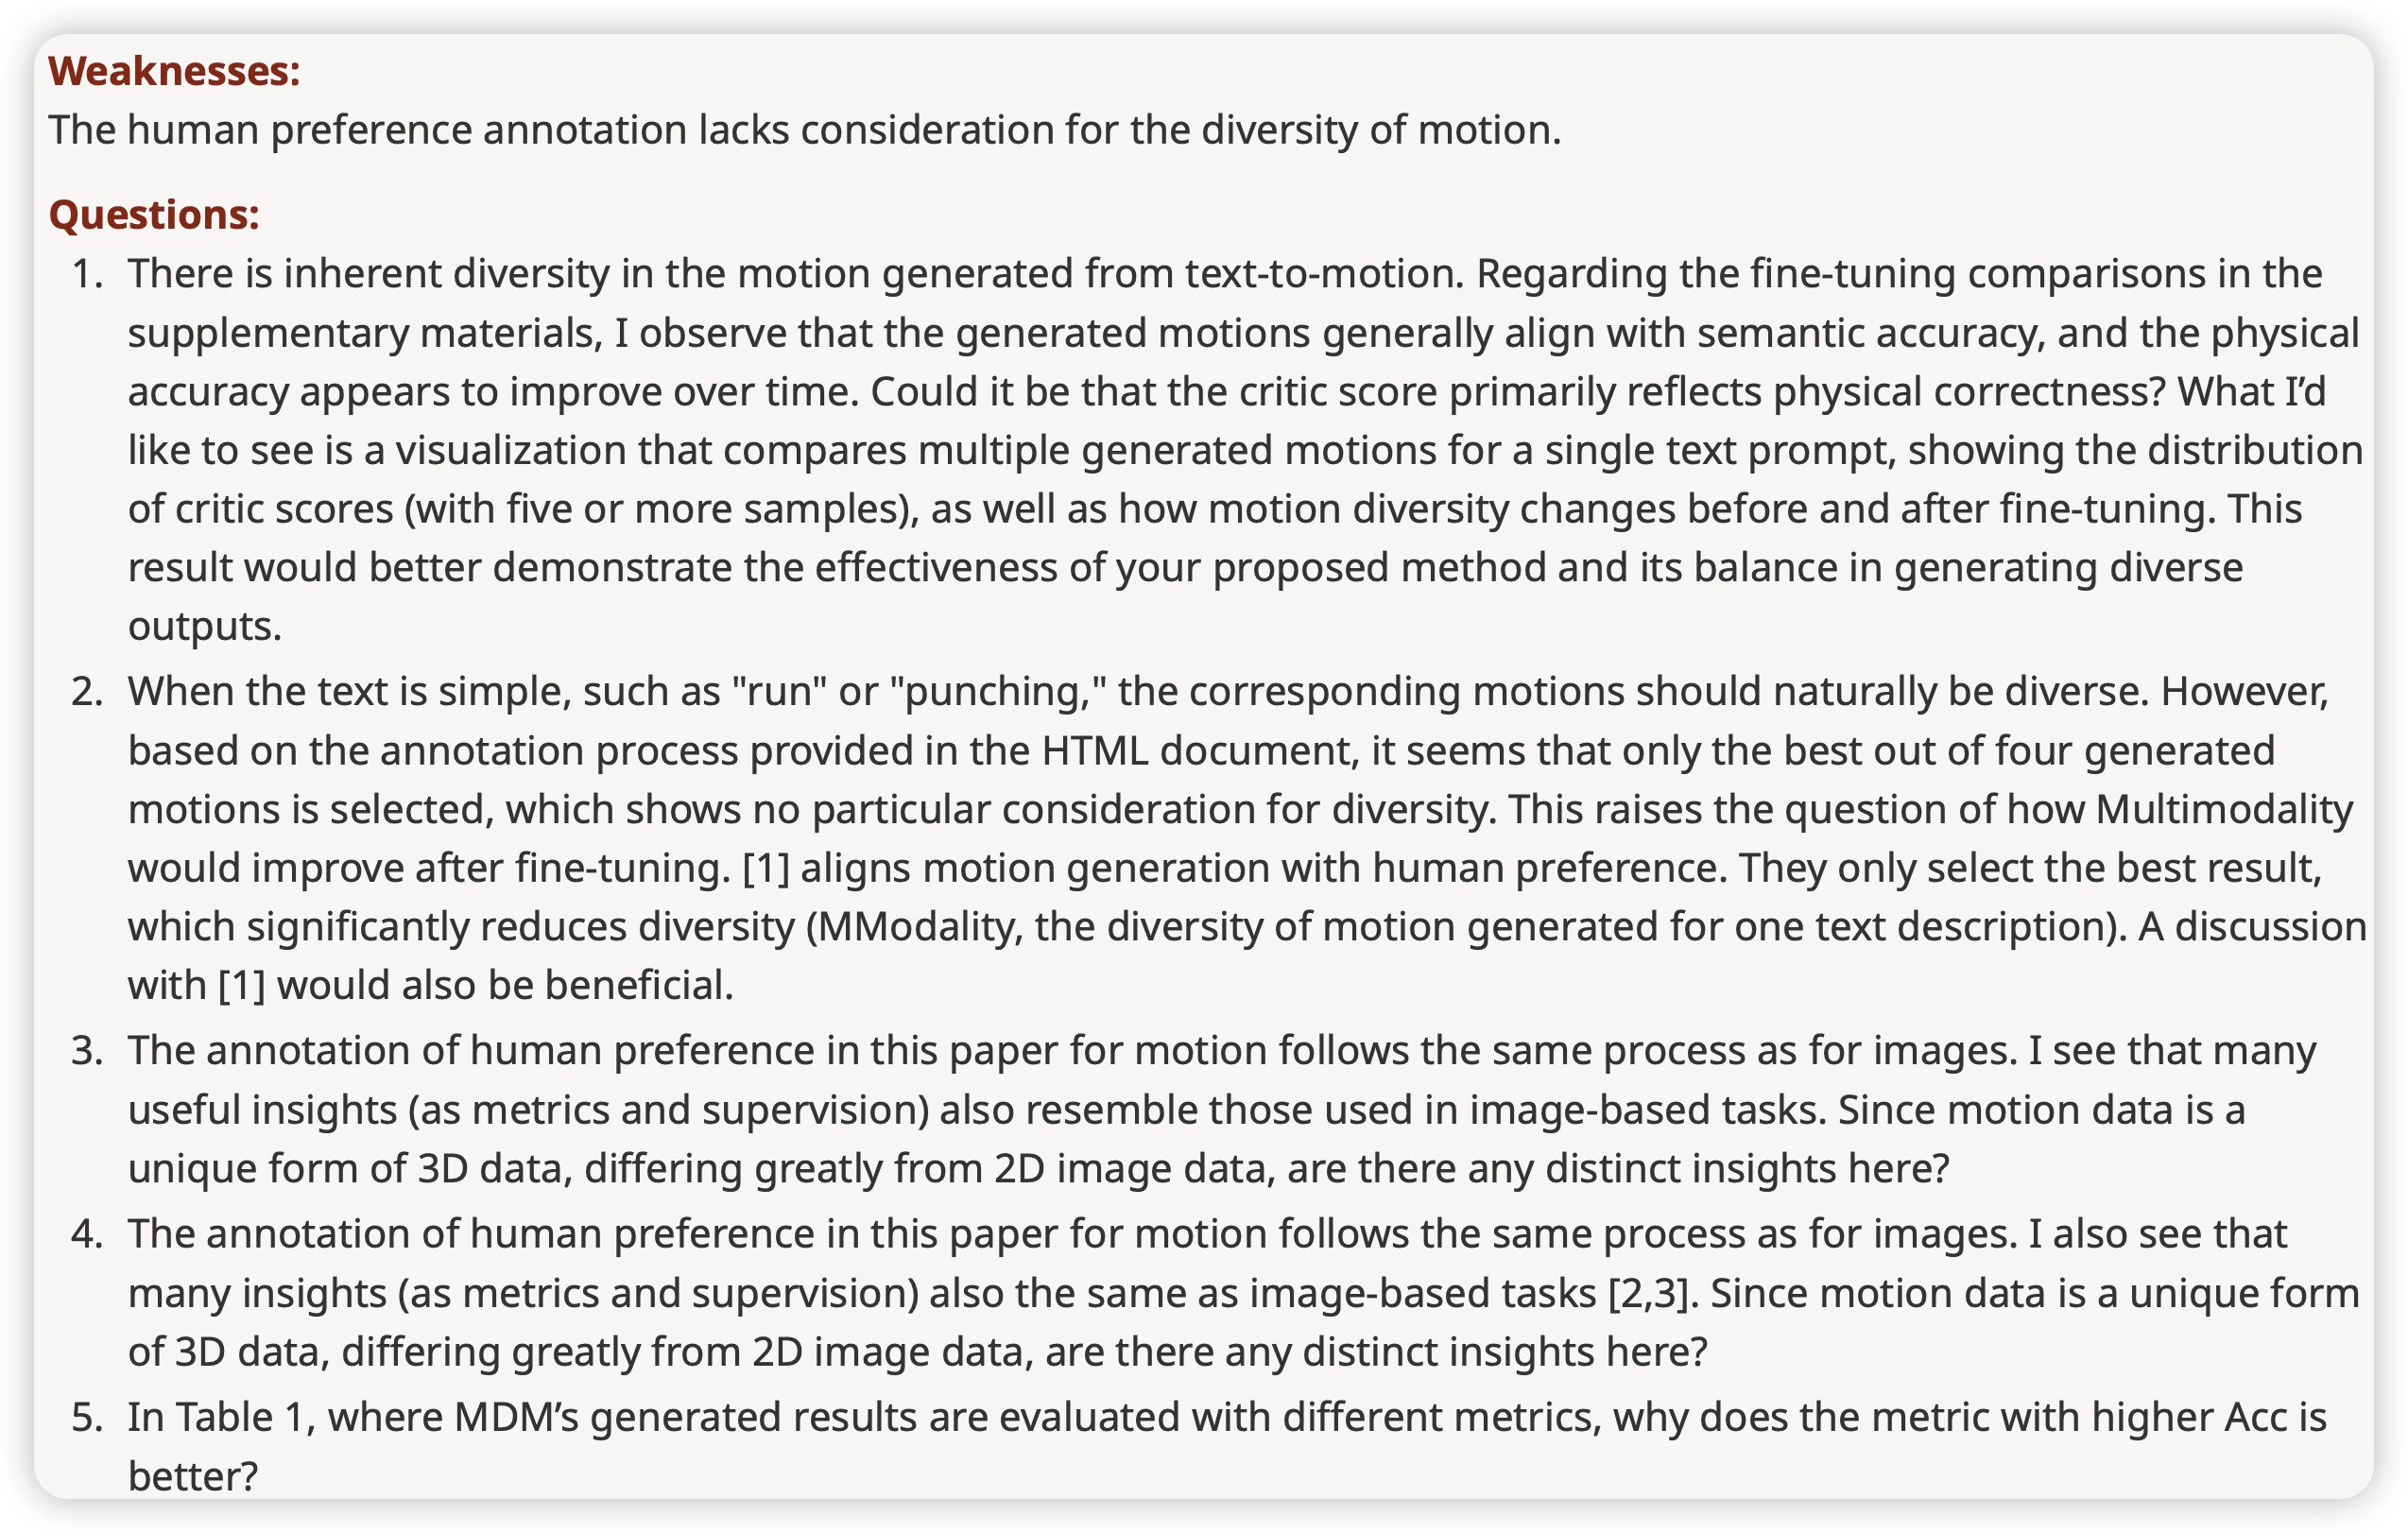 Weaknesses:
The human preference annotation lacks consideration for the diversity of motion.
Questions:
1. There is inherent diversity in the motion generated from text-to-motion. Regarding the fine-tuning comparisons in the
supplementary materials, I observe that the generated motions generally align with semantic accuracy, and the physical
accuracy appears to improve over time. Could it be that the critic score primarily reflects physical correctness? What I’d
like to see is a visualization that compares multiple generated motions for a single text prompt, showing the distribution
of critic scores (with five or more samples), as well as how motion diversity changes before and after fine-tuning. This
result would better demonstrate the effectiveness of your proposed method and its balance in generating diverse
outputs.
2. When the text is simple, such as "run" or "punching," the corresponding motions should naturally be diverse. However,
based on the annotation process provided in the HTML document, it seems that only the best out of four generated
motions is selected, which shows no particular consideration for diversity. This raises the question of how Multimodality
would improve after fine-tuning. [1] aligns motion generation with human preference. They only select the best result,
which significantly reduces diversity (MModality, the diversity of motion generated for one text description). A discussion
with [1] would also be beneficial.
3. The annotation of human preference in this paper for motion follows the same process as for images. I see that many
useful insights (as metrics and supervision) also resemble those used in image-based tasks. Since motion data is a
unique form of 3D data, differing greatly from 2D image data, are there any distinct insights here?
4. The annotation of human preference in this paper for motion follows the same process as for images. I also see that
many insights (as metrics and supervision) also the same as image-based tasks [2,3]. Since motion data is a unique form
of 3D data, differing greatly from 2D image data, are there any distinct insights here?
5. In Table 1, where MDM’s generated results are evaluated with different metrics, why does the metric with higher Acc is
better?